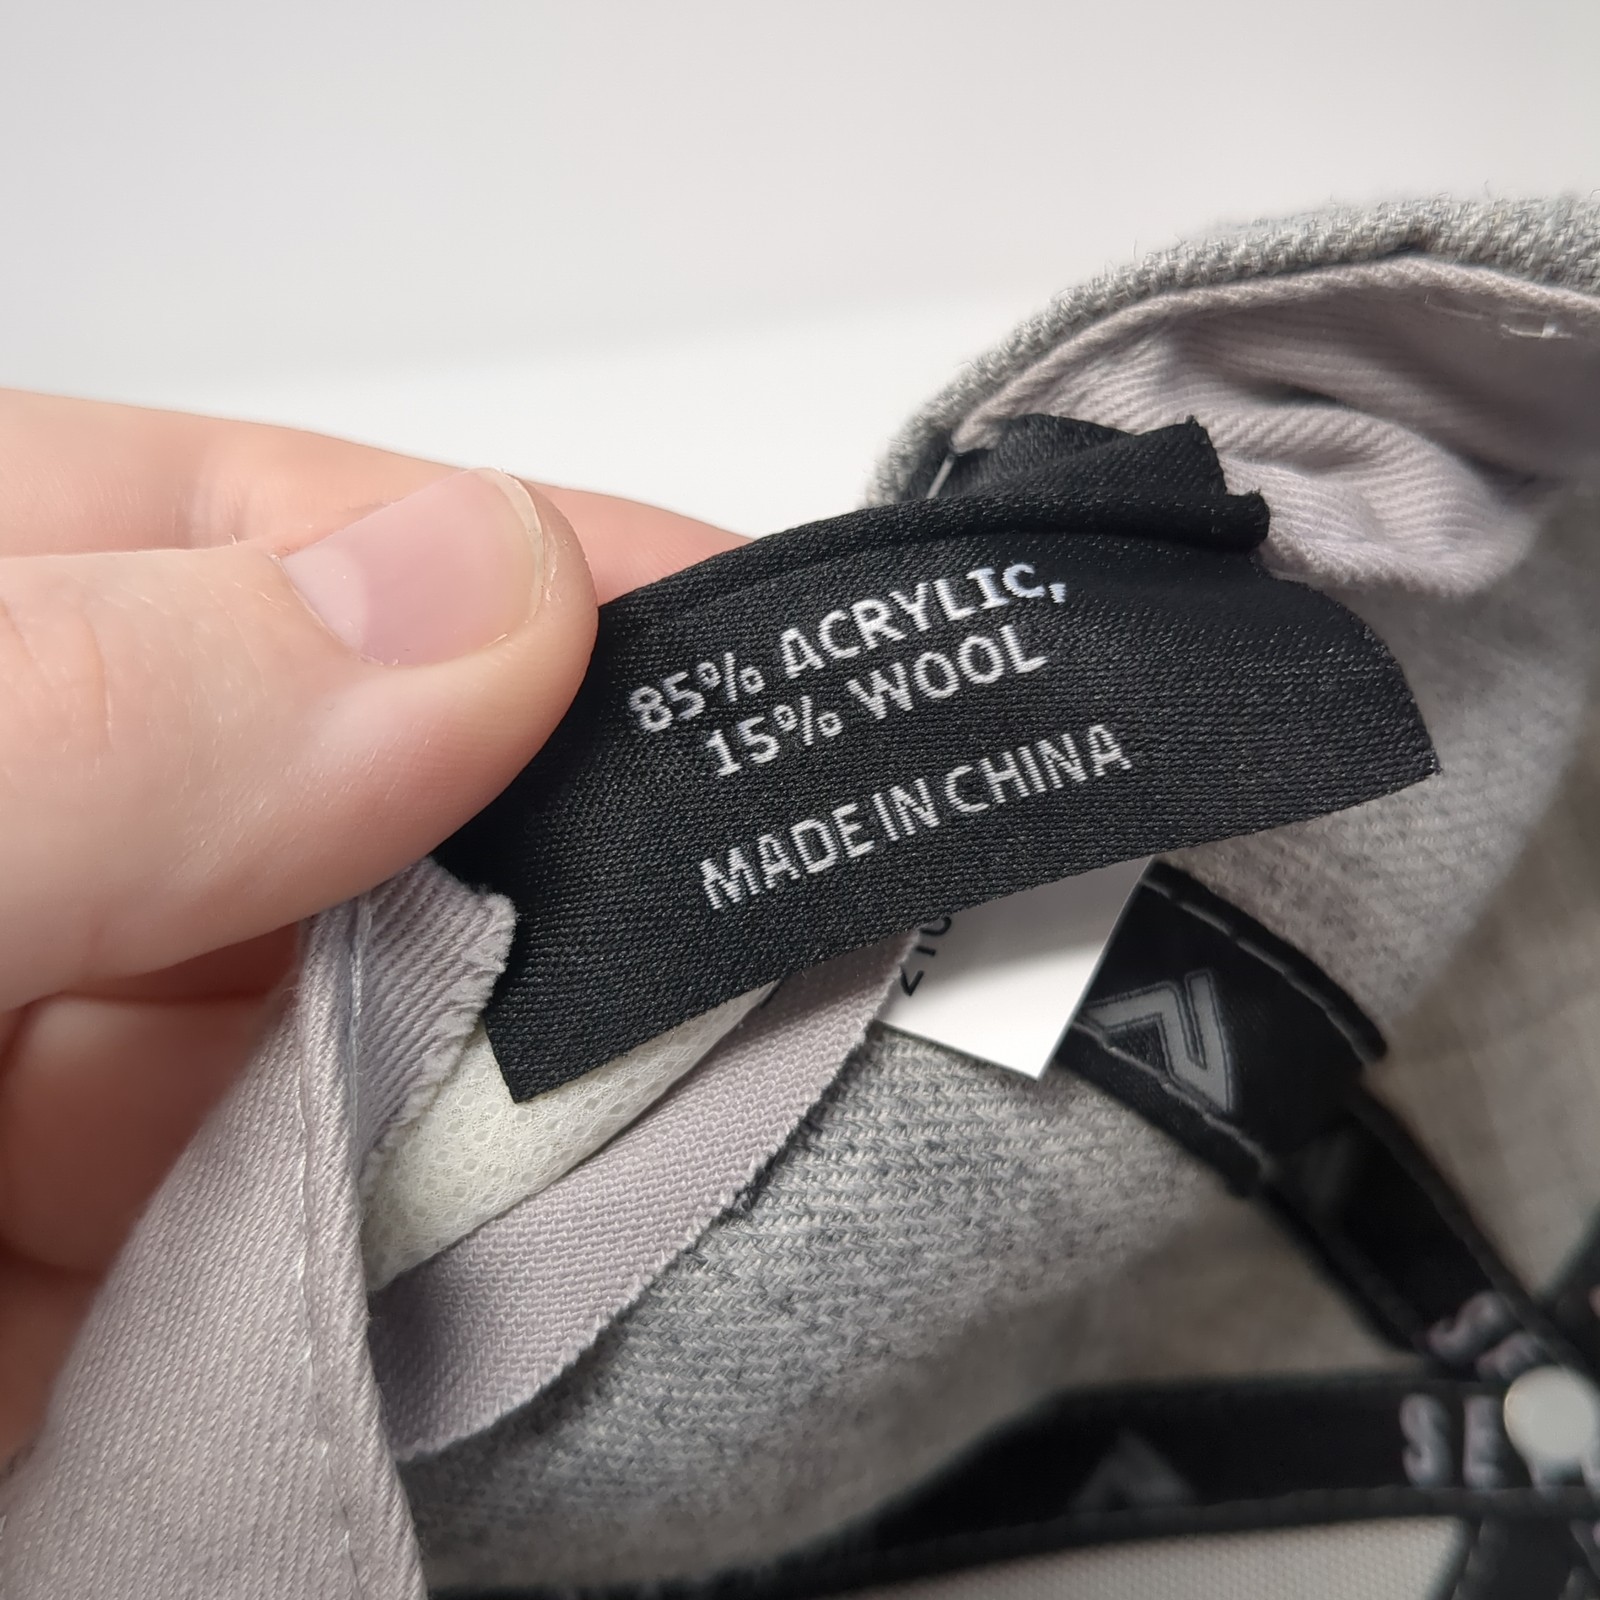 85% ACRYLIC,
15% WOOL
MADE IN CHINA